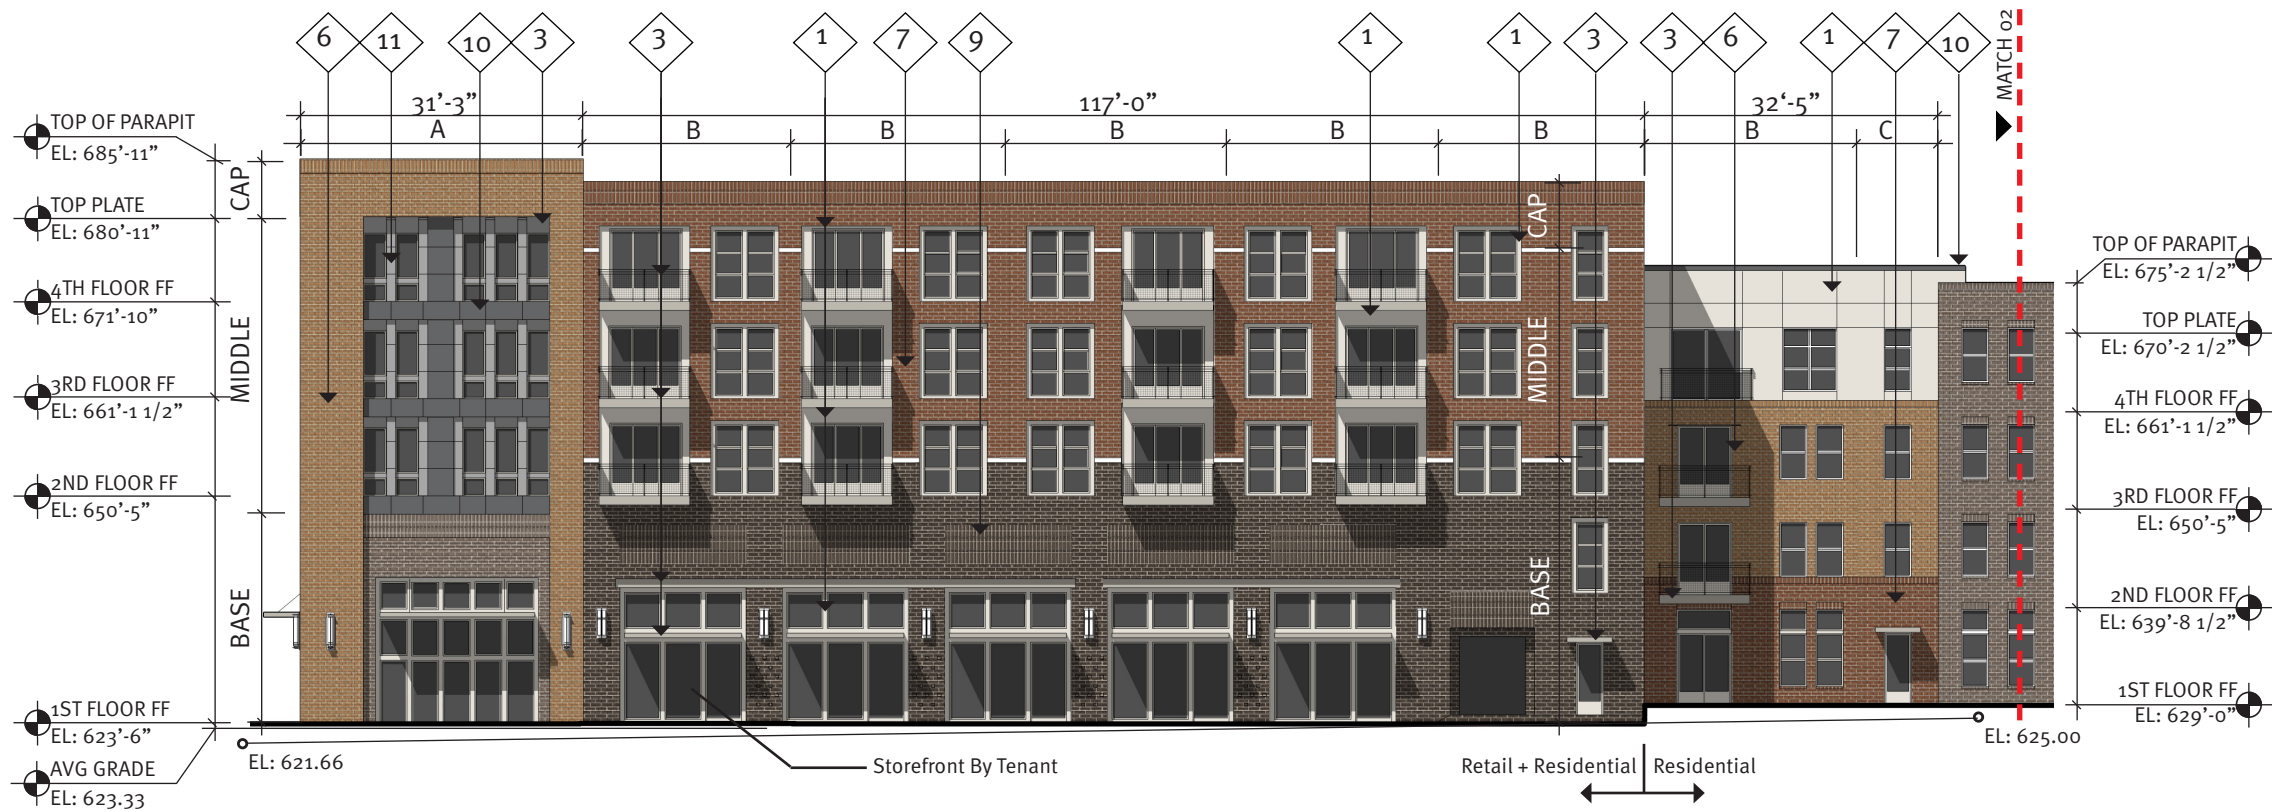 6 11 10 3 3 1 7 9 1 1 3 3 6 1 7 10
MATCH 02
31'-3” 117'-0” 32'-5”
A B B B B B B C
TOP OF PARAPIT
EL: 685'-11”
TOP PLATE
EL: 680'-11”
4TH FLOOR FF
EL: 671'-10”
3RD FLOOR FF
EL: 661'-1 1/2”
2ND FLOOR FF
EL: 650'-5”
1ST FLOOR FF
EL: 623'-6”
AVG GRADE
EL: 623.33
CAP
MIDDLE
BASE
CAP
MIDDLE
BASE
TOP OF PARAPIT
EL: 675'-2 1/2”
TOP PLATE
EL: 670'-2 1/2”
4TH FLOOR FF
EL: 661'-1 1/2”
3RD FLOOR FF
EL: 650'-5”
2ND FLOOR FF
EL: 639'-8 1/2”
1ST FLOOR FF
EL: 629'-0”
EL: 621.66
EL: 625.00
Storefront By Tenant
Retail + Residential
Residential